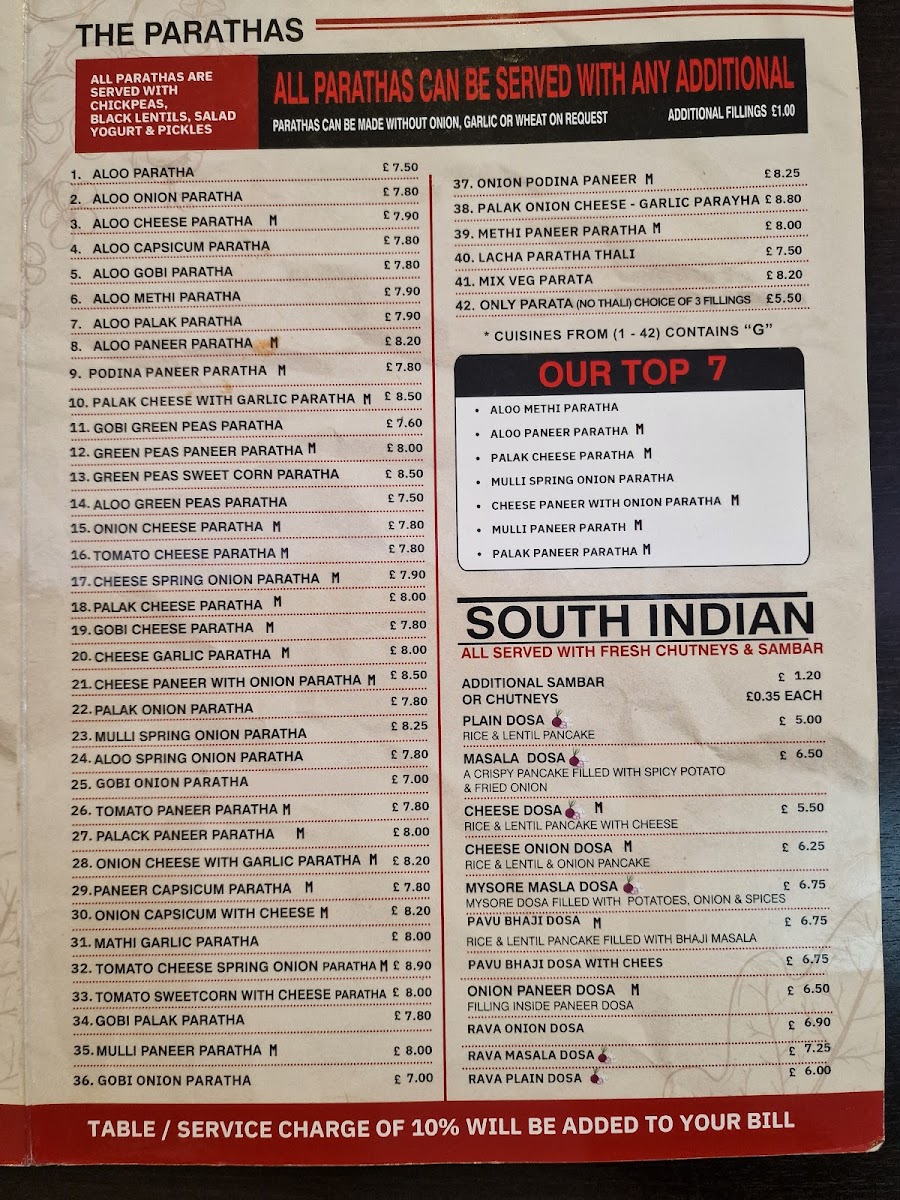 THE PARATHAS
ALL PARATHAS ARE
SERVED WITH
CHICKPEAS,
BLACK LENTILS, SALAD
YOGURT & PICKLES
ALL PARATHAS CAN BE SERVED WITH ANY ADDITIONAL
PARATHAS CAN BE MADE WITHOUT ONION, GARLIC OR WHEAT ON REQUEST ADDITIONAL FILLINGS £1.00
1. ALOO PARATHA £ 7.50
2. ALOO ONION PARATHA £ 7.80
3. ALOO CHEESE PARATHA M £ 7.90
4. ALOO CAPSICUM PARATHA £ 7.80
5. ALOO GOBI PARATHA £ 7.80
6. ALOO METHI PARATHA £ 7.90
7. ALOO PALAK PARATHA £ 7.90
8. ALOO PANEER PARATHA M £ 8.20
9. PODINA PANEER PARATHA M £ 7.80
10. PALAK CHEESE WITH GARLIC PARATHA M £ 8.50
11. GOBI GREEN PEAS PARATHA £ 7.60
12. GREEN PEAS PANEER PARATHA M £ 8.00
13. GREEN PEAS SWEET CORN PARATHA £ 8.50
14. ALOO GREEN PEAS PARATHA £ 7.50
15. ONION CHEESE PARATHA M £ 7.80
16. TOMATO CHEESE PARATHA M £ 7.80
17. CHEESE SPRING ONION PARATHA M £ 7.90
18. PALAK CHEESE PARATHA M £ 8.00
19. GOBI CHEESE PARATHA M £ 7.80
20. CHEESE GARLIC PARATHA M £ 8.00
21. CHEESE PANEER WITH ONION PARATHA M £ 8.50
22. PALAK ONION PARATHA £ 7.80
23. MULLI SPRING ONION PARATHA £ 8.25
24. ALOO SPRING ONION PARATHA £ 7.80
25. GOBI ONION PARATHA £ 7.00
26. TOMATO PANEER PARATHA M £ 7.80
27. PALACK PANEER PARATHA M £ 8.00
28. ONION CHEESE WITH GARLIC PARATHA M £ 8.20
29. PANEER CAPSICUM PARATHA M £ 7.80
30. ONION CAPSICUM WITH CHEESE M £ 8.20
31. MATHI GARLIC PARATHA £ 8.00
32. TOMATO CHEESE SPRING ONION PARATHA M £ 8.90
33. TOMATO SWEETCORN WITH CHEESE PARATHA £ 8.00
34. GOBI PALAK PARATHA £ 7.80
35. MULLI PANEER PARATHA M £ 8.00
36. GOBI ONION PARATHA £ 7.00
37. ONION PODINA PANEER M £ 8.25
38. PALAK ONION CHEESE - GARLIC PARAYHA £ 8.80
39. METHI PANEER PARATHA M £ 8.00
40. LACHA PARATHA THALI £ 7.50
41. MIX VEG PARATA £ 8.20
42. ONLY PARATA (NO THALI) CHOICE OF 3 FILLINGS £5.50
* CUISINES FROM (1 - 42) CONTAINS “G”
OUR TOP 7
• ALOO METHI PARATHA
• ALOO PANEER PARATHA M
• PALAK CHEESE PARATHA M
• MULLI SPRING ONION PARATHA
• CHEESE PANEER WITH ONION PARATHA M
• MULLI PANEER PARATH M
• PALAK PANEER PARATHA M
SOUTH INDIAN
ALL SERVED WITH FRESH CHUTNEYS & SAMBAR
ADDITIONAL SAMBAR £ 1.20
OR CHUTNEYS £0.35 EACH
PLAIN DOSA £ 5.00
RICE & LENTIL PANCAKE
MASALA DOSA £ 6.50
A CRISPY PANCAKE FILLED WITH SPICY POTATO
& FRIED ONION
CHEESE DOSA M £ 5.50
RICE & LENTIL PANCAKE WITH CHEESE
CHEESE ONION DOSA M £ 6.25
RICE & LENTIL & ONION PANCAKE
MYSORE MASLA DOSA £ 6.75
MYSORE DOSA FILLED WITH POTATOES, ONION & SPICES
PAVU BHAJI DOSA M £ 6.75
RICE & LENTIL PANCAKE FILLED WITH BHAJI MASALA
PAVU BHAJI DOSA WITH CHEES £ 6.75
ONION PANEER DOSA M £ 6.50
FILLING INSIDE PANEER DOSA
RAVA ONION DOSA £ 6.90
RAVA MASALA DOSA £ 7.25
RAVA PLAIN DOSA £ 6.00
TABLE / SERVICE CHARGE OF 10% WILL BE ADDED TO YOUR BILL